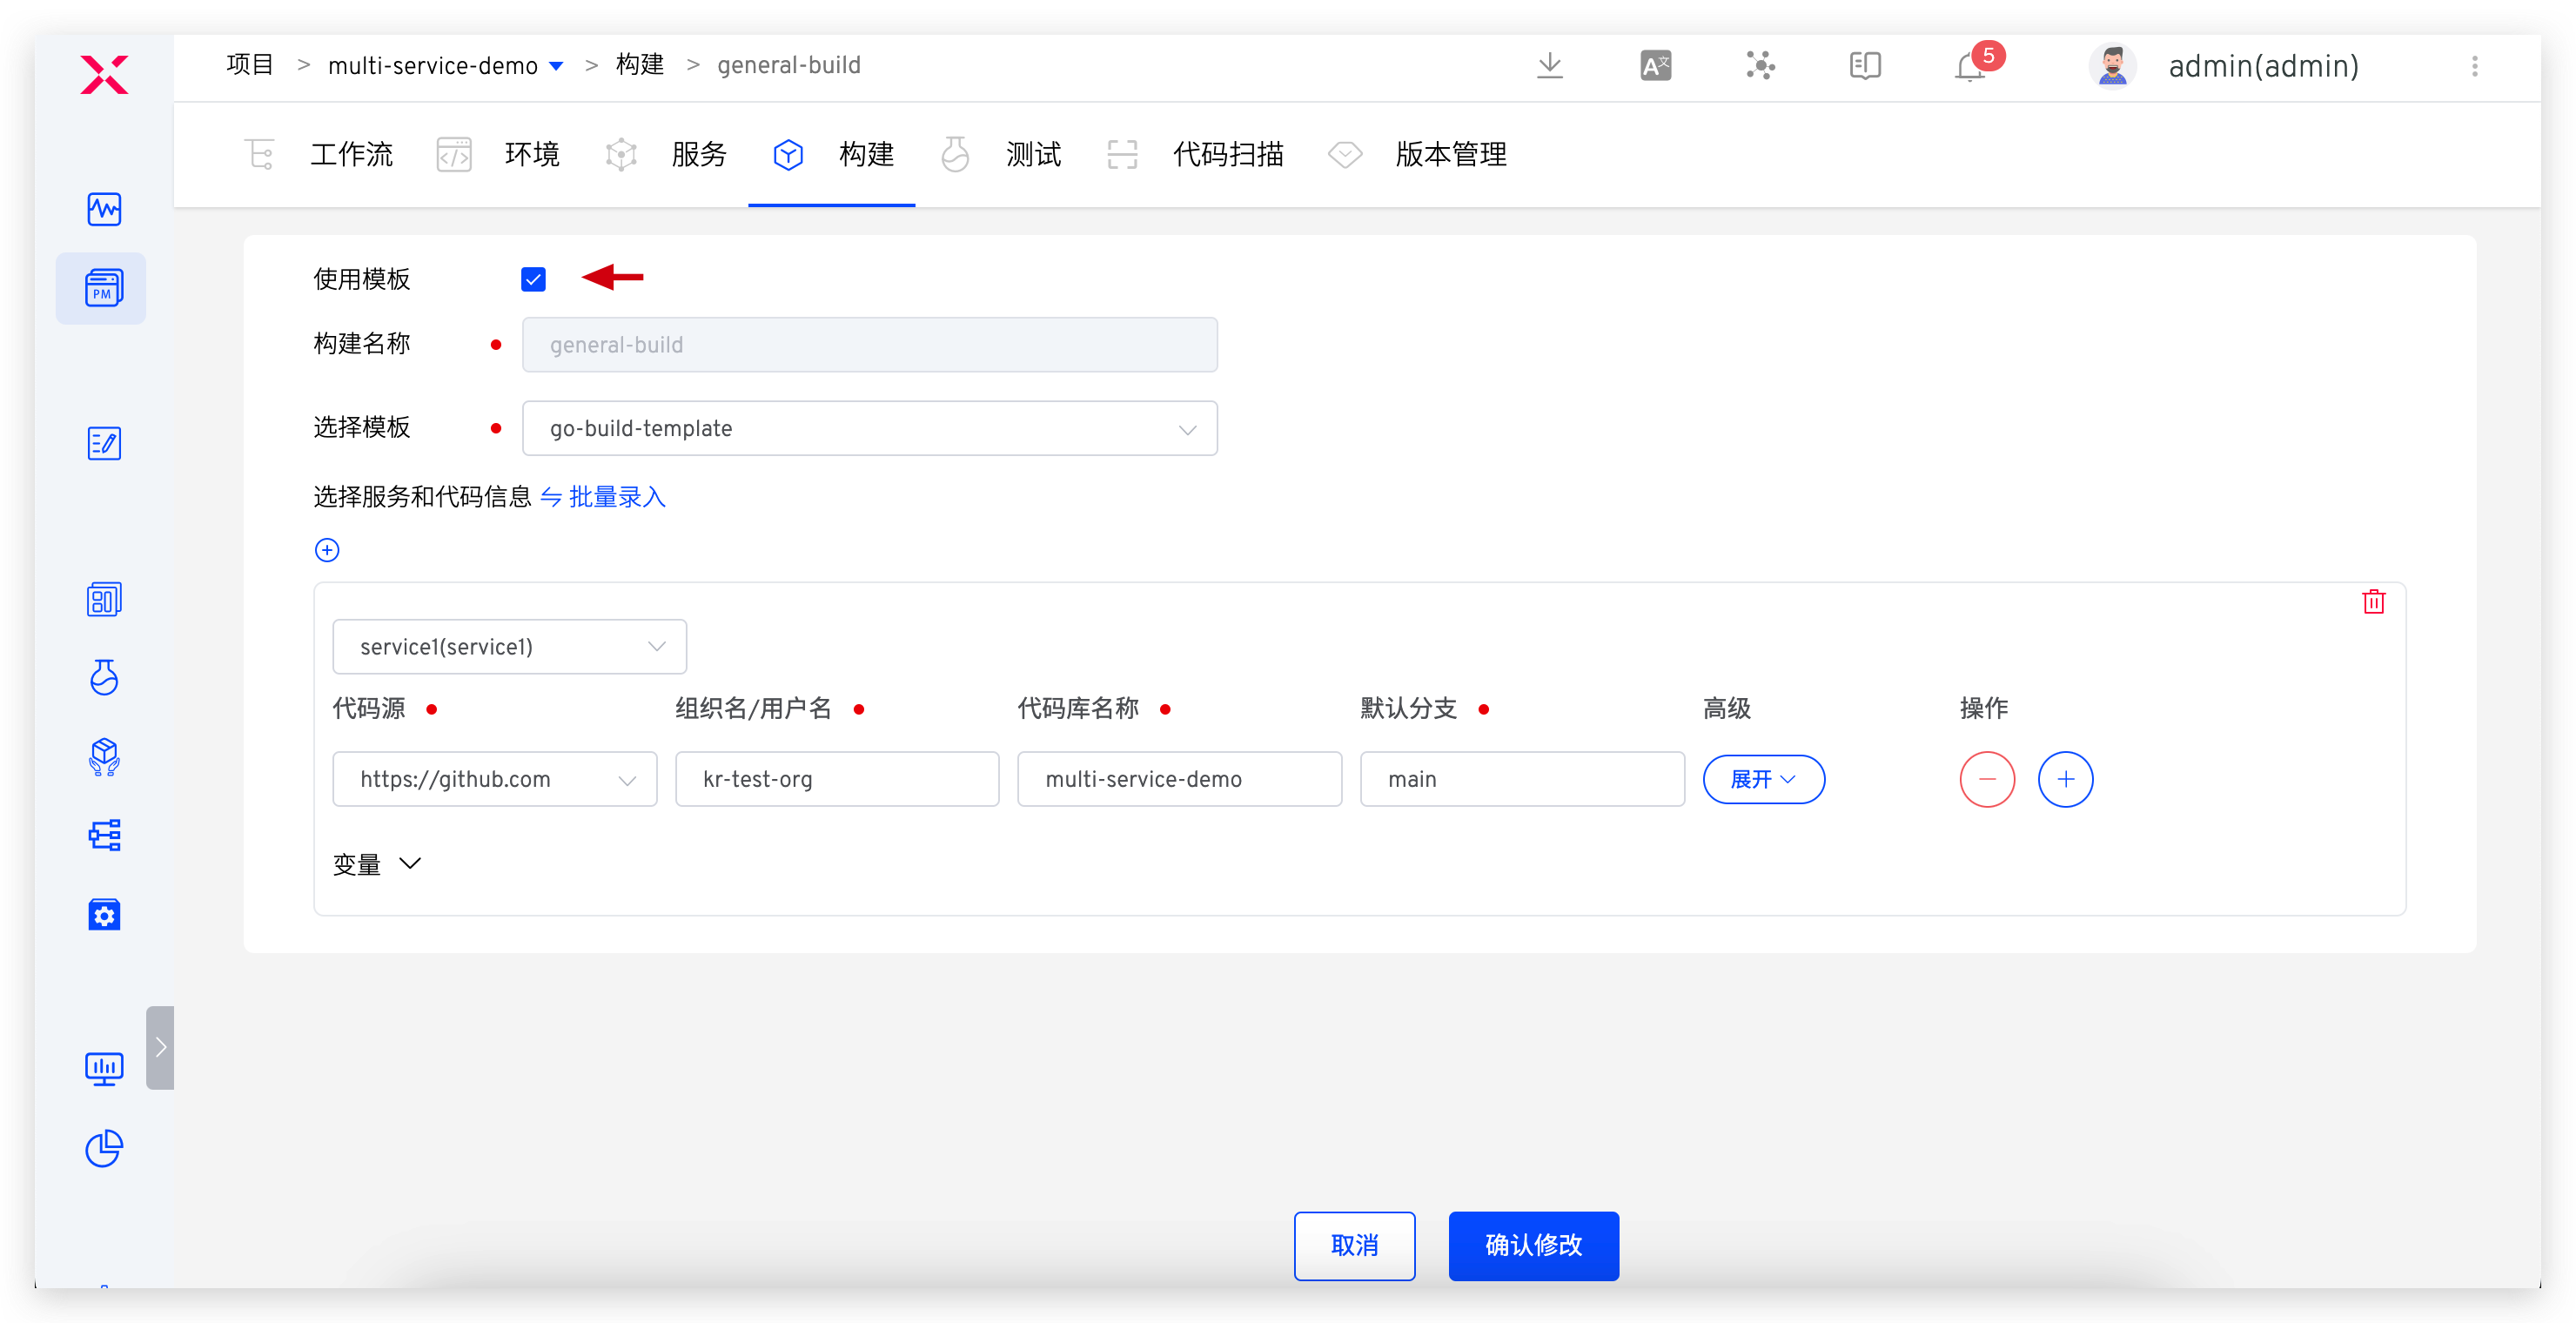 项目 > multi-service-demo > 构建 > general-build
5 admin(admin)
工作流 环境 服务 构建 测试 代码扫描 版本管理
PM
使用模板
构建名称 general-build
选择模板 go-build-template
选择服务和代码信息 批量录入
service1(service1)
代码源 组织名/用户名 代码库名称 默认分支 高级 操作
https://github.com kr-test-org multi-service-demo main 展开
变量
取消 确认修改